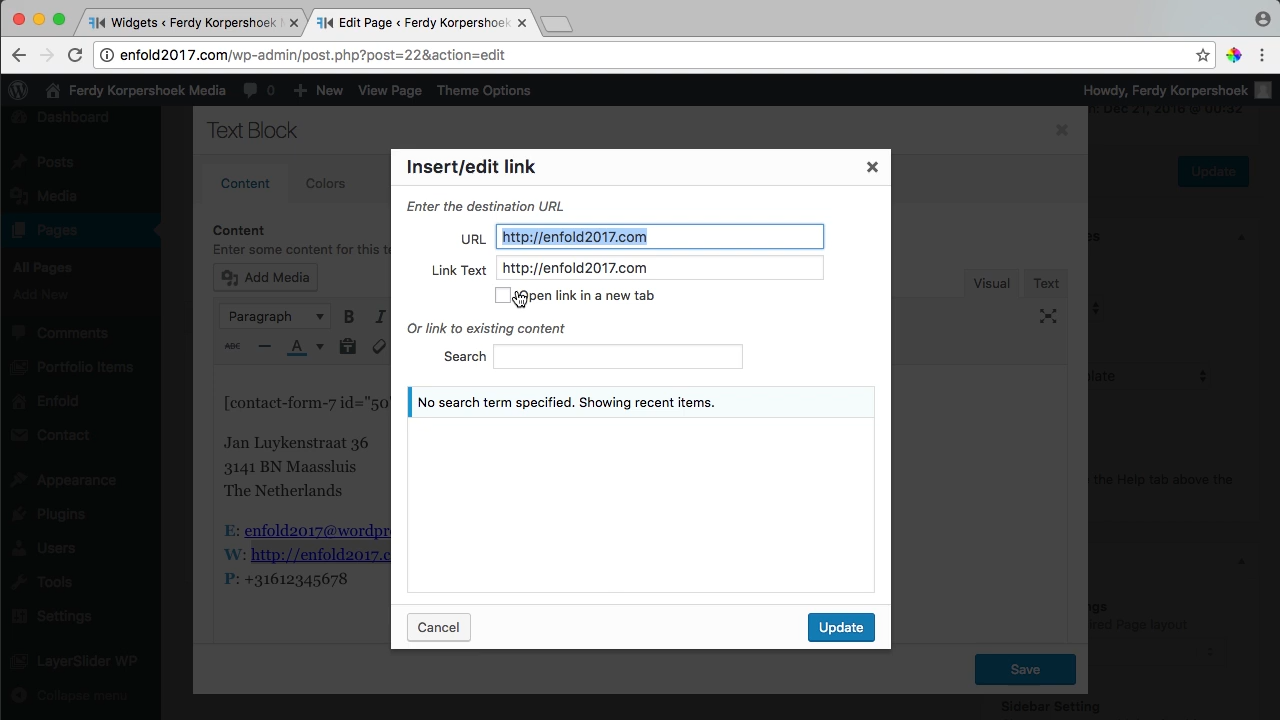 Widgets ‹ Ferdy Korpershoek
Edit Page ‹ Ferdy Korpershoek
enfold2017.com/wp-admin/post.php?post=22&action=edit
Ferdy Korpershoek Media 0 New View Page Theme Options Howdy, Ferdy Korpershoek
Dashboard
Posts
Media
Pages
All Pages
Add New
Comments
Portfolio Items
Enfold
Contact
Appearance
Plugins
Users
Tools
Settings
LayerSlider WP
Collapse menu
Text Block
Content Colors
Content
Enter some content for this
Add Media
Visual Text
Paragraph B I
ABC A
[contact-form-7 id="50"
Jan Luykenstraat 36
3141 BN Maassluis
The Netherlands
E: enfold2017@wordpr
W: http://enfold2017.c
P: +31612345678
Save
Insert/edit link
Enter the destination URL
URL http://enfold2017.com
Link Text http://enfold2017.com
Open link in a new tab
Or link to existing content
Search
No search term specified. Showing recent items.
Cancel Update
Update
the Help tab above the
Page layout
Sidebar Setting